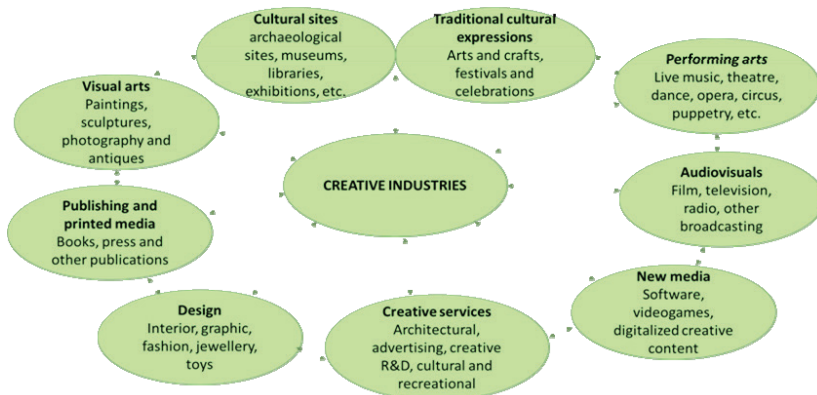 Cultural sites
archaeological
sites, museums,
libraries,
exhibitions, etc.
Traditional cultural
expressions
Arts and crafts,
festivals and
celebrations
Performing arts
Live music, theatre,
dance, opera, circus,
puppetry, etc.
Visual arts
Paintings,
sculptures,
photography and
antiques
CREATIVE INDUSTRIES
Audiovisuals
Film, television,
radio, other
broadcasting
Publishing and
printed media
Books, press and
other publications
New media
Software,
videogames,
digitalized creative
content
Design
Interior, graphic,
fashion, jewellery,
toys
Creative services
Architectural,
advertising, creative
R&D, cultural and
recreational